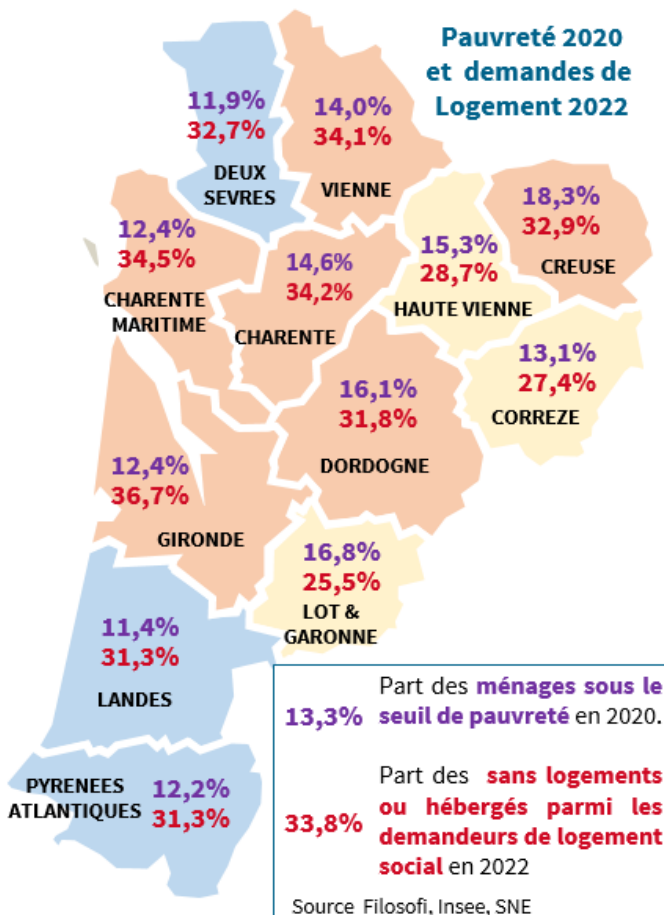 Pauvreté 2020
et demandes de
Logement 2022
11,9%
32,7%
DEUX
SEVRES
14,0%
34,1%
VIENNE
18,3%
32,9%
CREUSE
12,4%
34,5%
CHARENTE
MARITIME
14,6%
34,2%
CHARENTE
15,3%
28,7%
HAUTE VIENNE
13,1%
27,4%
CORREZE
16,1%
31,8%
DORDOGNE
12,4%
36,7%
GIRONDE
16,8%
25,5%
LOT &
GARONNE
11,4%
31,3%
LANDES
PYRENEES
ATLANTIQUES
12,2%
31,3%
13,3%
Part des ménages sous le
seuil de pauvreté en 2020.
33,8%
Part des sans logements
ou hébergés parmi les
demandeurs de logement
social en 2022
Source Filosofi, Insee, SNE